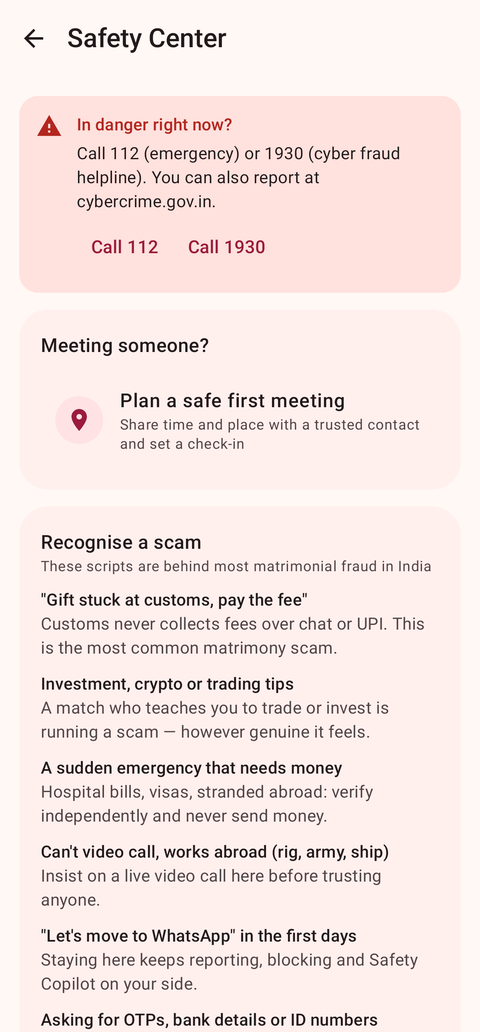 Safety Center
In danger right now?
Call 112 (emergency) or 1930 (cyber fraud
helpline). You can also report at
cybercrime.gov.in.
Call 112 Call 1930
Meeting someone?
Plan a safe first meeting
Share time and place with a trusted contact
and set a check-in
Recognise a scam
These scripts are behind most matrimonial fraud in India
"Gift stuck at customs, pay the fee"
Customs never collects fees over chat or UPI. This
is the most common matrimony scam.
Investment, crypto or trading tips
A match who teaches you to trade or invest is
running a scam — however genuine it feels.
A sudden emergency that needs money
Hospital bills, visas, stranded abroad: verify
independently and never send money.
Can't video call, works abroad (rig, army, ship)
Insist on a live video call here before trusting
anyone.
"Let's move to WhatsApp" in the first days
Staying here keeps reporting, blocking and Safety
Copilot on your side.
Asking for OTPs, bank details or ID numbers